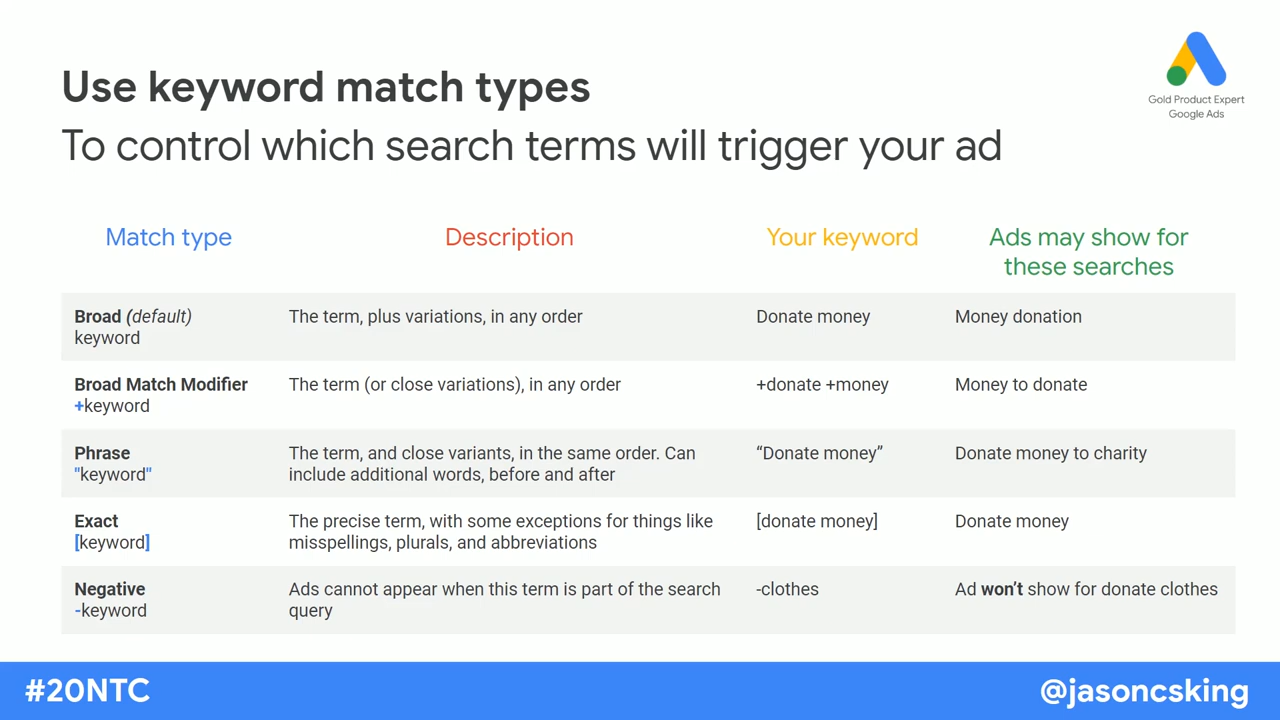 Use keyword match types
To control which search terms will trigger your ad
Gold Product Expert
Google Ads
Match type
Description
Your keyword
Ads may show for
these searches
Broad (default)
keyword
The term, plus variations, in any order
Donate money
Money donation
Broad Match Modifier
+keyword
The term (or close variations), in any order
+donate +money
Money to donate
Phrase
"keyword"
The term, and close variants, in the same order. Can
include additional words, before and after
“Donate money”
Donate money to charity
Exact
[keyword]
The precise term, with some exceptions for things like
misspellings, plurals, and abbreviations
[donate money]
Donate money
Negative
-keyword
Ads cannot appear when this term is part of the search
query
-clothes
Ad won’t show for donate clothes
#20NTC
@jasoncsking